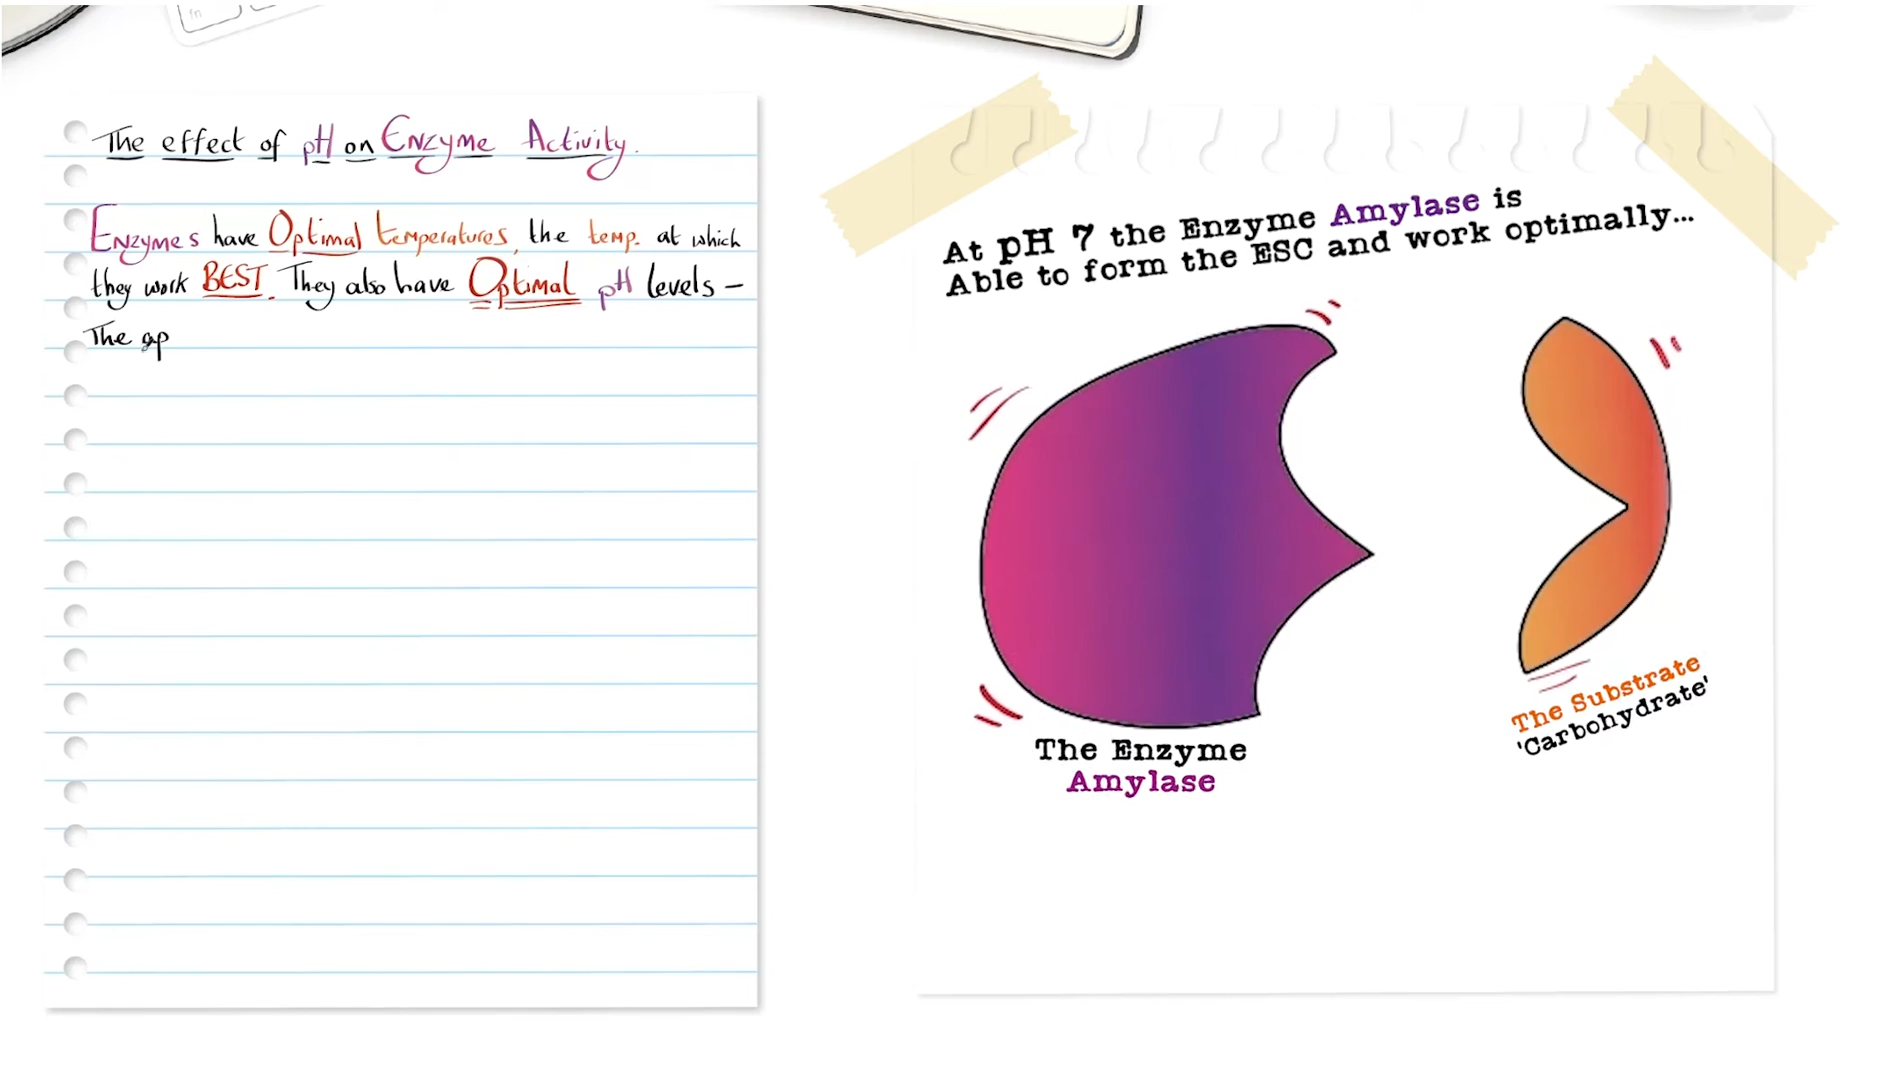 The effect of pH on Enzyme Activity.
Enzymes have Optimal temperatures, the temp. at which
they work BEST. They also have Optimal pH levels –
The op
At pH 7 the Enzyme Amylase is
Able to form the ESC and work optimally...
The Enzyme
Amylase
The Substrate
'Carbohydrate'
fn